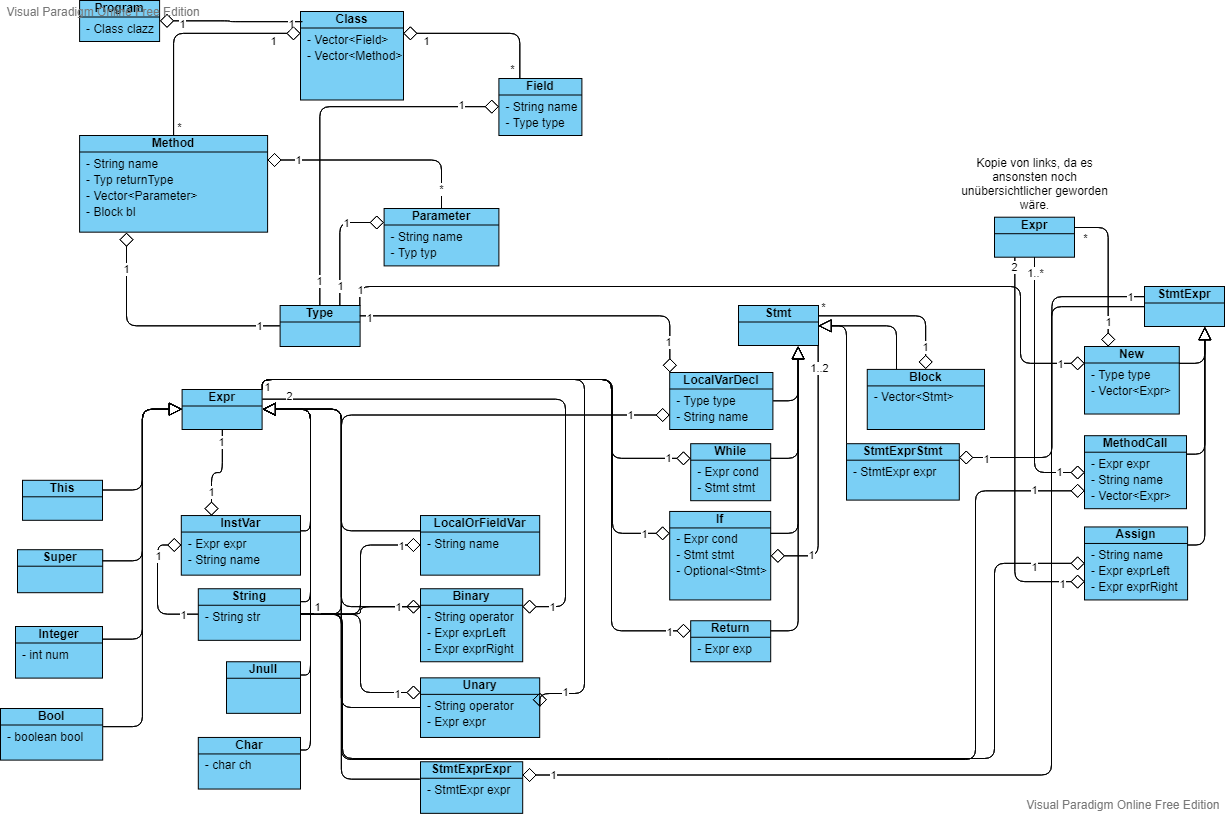 Visual Paradigm Online Free Edition
Program
- Class clazz
1
1
Class
- Vector<Field>
- Vector<Method>
1
1
*
*
Field
- String name
- Type type
1
Method
- String name
- Typ returnType
- Vector<Parameter>
- Block bl
1
*
Parameter
- String name
- Typ typ
1
1
1
1
1
1
Type
1
1
Kopie von links, da es
ansonsten noch
unübersichtlicher geworden
wäre.
Expr
*
2
1..*
1
StmtExpr
1
Stmt
*
1
1..2
1
New
- Type type
- Vector<Expr>
1
Block
- Vector<Stmt>
LocalVarDecl
- Type type
- String name
1
Expr
1
2
1
1
While
- Expr cond
- Stmt stmt
1
StmtExprStmt
- StmtExpr expr
1
MethodCall
- Expr expr
- String name
- Vector<Expr>
1
1
This
InstVar
- Expr expr
- String name
1
1
LocalOrFieldVar
- String name
1
If
- Expr cond
- Stmt stmt
- Optional<Stmt>
1
1
Assign
- String name
- Expr exprLeft
- Expr exprRight
1
1
Super
String
- String str
1
Binary
- String operator
- Expr exprLeft
- Expr exprRight
1
1
Integer
- int num
Return
- Expr exp
1
Jnull
Unary
- String operator
- Expr expr
1
1
Bool
- boolean bool
Char
- char ch
StmtExprExpr
- StmtExpr expr
1
Visual Paradigm Online Free Edition